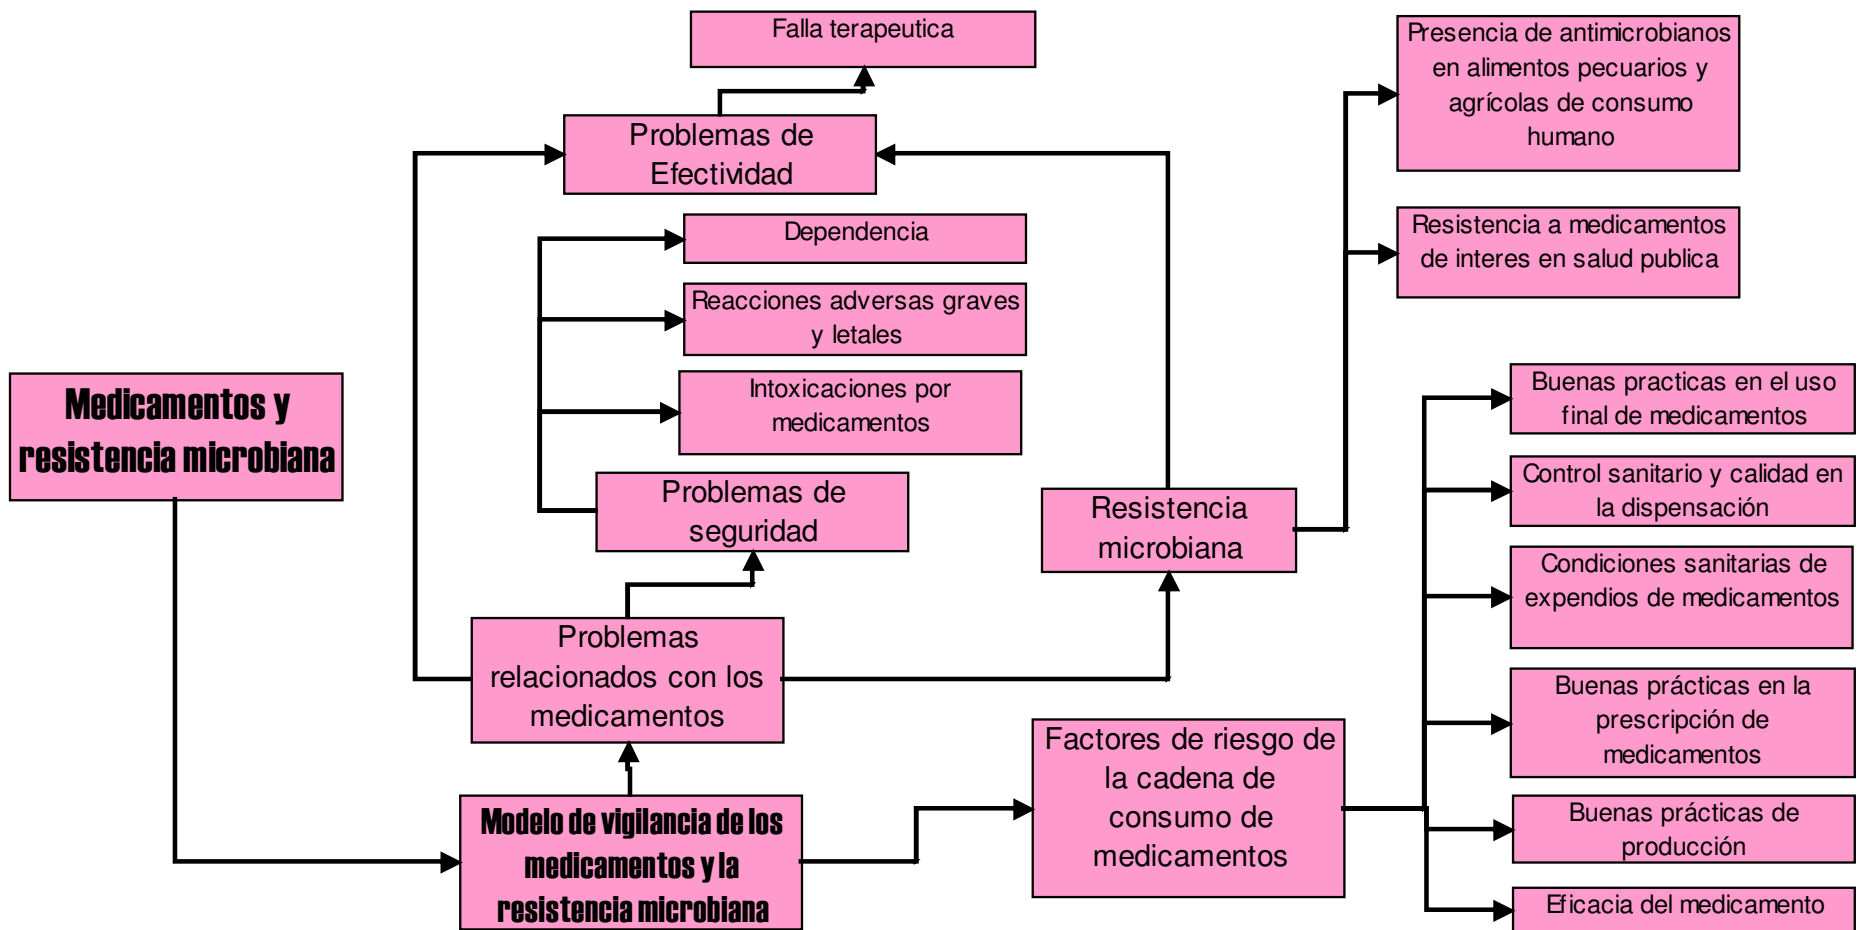 Falla terapeutica
Problemas de
Efectividad
Dependencia
Reacciones adversas graves
y letales
Intoxicaciones por
medicamentos
Problemas de
seguridad
Medicamentos y
resistencia microbiana
Problemas
relacionados con los
medicamentos
Modelo de vigilancia de los
medicamentos y la
resistencia microbiana
Resistencia
microbiana
Factores de riesgo de
la cadena de
consumo de
medicamentos
Presencia de antimicrobianos
en alimentos pecuarios y
agrícolas de consumo
humano
Resistencia a medicamentos
de interes en salud publica
Buenas practicas en el uso
final de medicamentos
Control sanitario y calidad en
la dispensación
Condiciones sanitarias de
expendios de medicamentos
Buenas prácticas en la
prescripción de
medicamentos
Buenas prácticas de
producción
Eficacia del medicamento